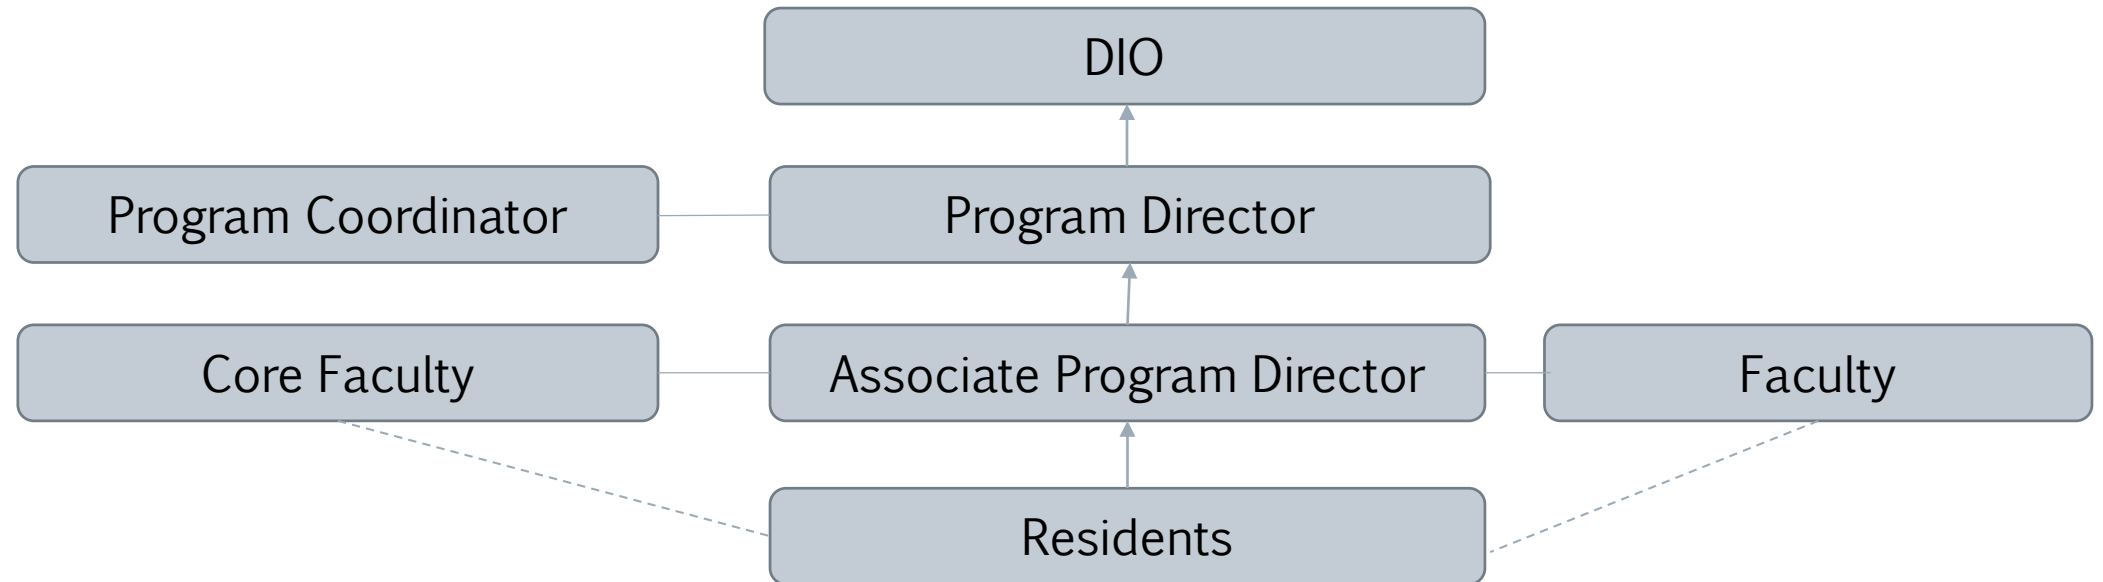 DIO
Program Coordinator
Program Director
Core Faculty
Associate Program Director
Faculty
Residents